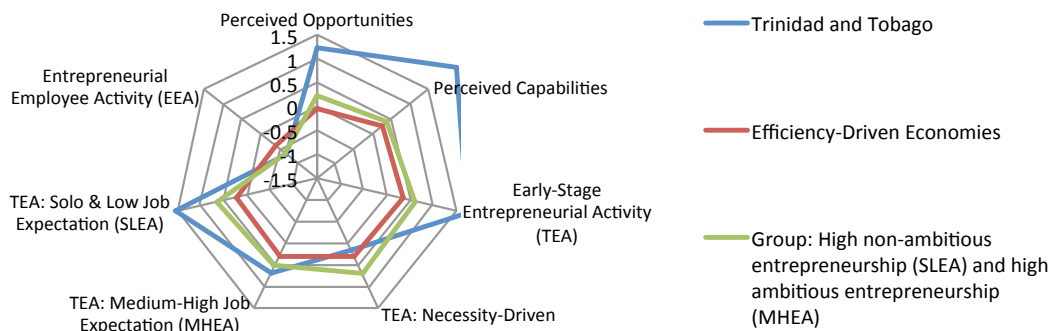 Perceived Opportunities
1.5
1
0.5
0
-0.5
-1
-1.5
Perceived Capabilities
Early-Stage
Entrepreneurial Activity
(TEA)
TEA: Necessity-Driven
TEA: Medium-High Job
Expectation (MHEA)
TEA: Solo & Low Job
Expectation (SLEA)
Entrepreneurial
Employee Activity (EEA)
Trinidad and Tobago
Efficiency-Driven Economies
Group: High non-ambitious
entrepreneurship (SLEA) and high
ambitious entrepreneurship
(MHEA)